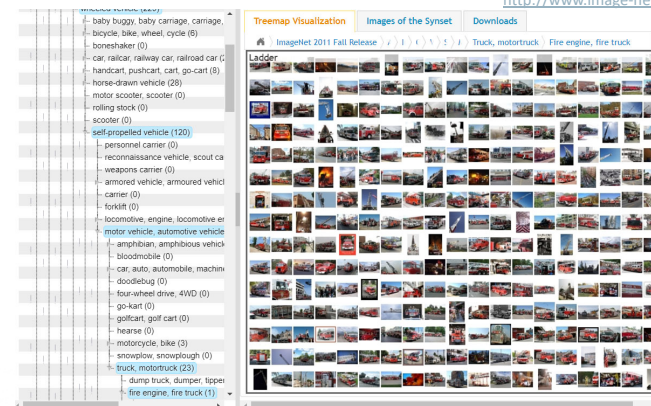 http://www.image-ne
wheeled vehicle (229)
baby buggy, baby carriage, carriage,
bicycle, bike, wheel, cycle (6)
boneshaker (0)
car, railcar, railway car, railroad car (2
handcart, pushcart, cart, go-cart (8)
horse-drawn vehicle (28)
motor scooter, scooter (0)
rolling stock (0)
scooter (0)
self-propelled vehicle (120)
personnel carrier (0)
reconnaissance vehicle, scout ca
weapons carrier (0)
armored vehicle, armoured vehicl
carrier (0)
forklift (0)
locomotive, engine, locomotive en
motor vehicle, automotive vehicle
amphibian, amphibious vehicle
bloodmobile (0)
car, auto, automobile, machine
doodlebug (0)
four-wheel drive, 4WD (0)
go-kart (0)
golfcart, golf cart (0)
hearse (0)
motorcycle, bike (3)
snowplow, snowplough (0)
truck, motortruck (23)
dump truck, dumper, tipper
fire engine, fire truck (1)
Treemap Visualization Images of the Synset Downloads
ImageNet 2011 Fall Release Truck, motortruck Fire engine, fire truck
Ladder